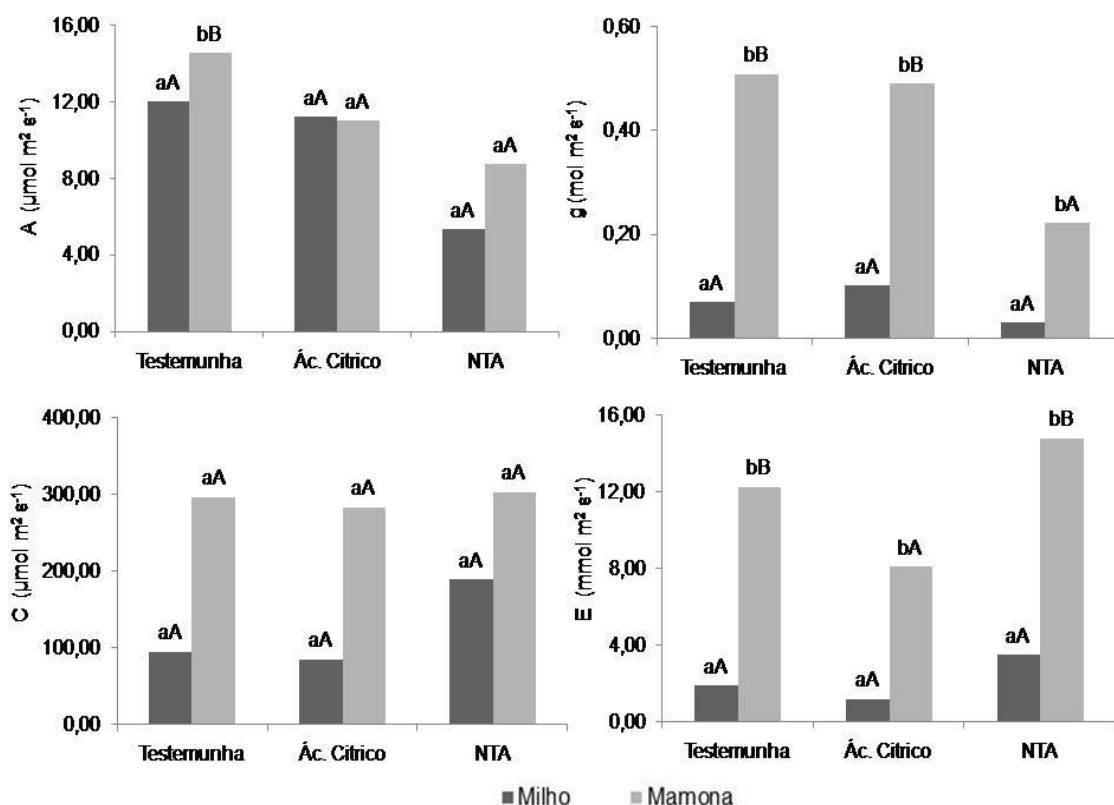 A (µmol m² s⁻¹)
16,00
12,00
8,00
4,00
0,00
aA
bB
aA
aA
aA
aA
Testemunha
Ác. Citrico
NTA
g (mol m² s⁻¹)
0,60
0,40
0,20
0,00
aA
bB
aA
bB
aA
bA
Testemunha
Ác. Citrico
NTA
C (µmol m² s⁻¹)
400,00
300,00
200,00
100,00
0,00
aA
aA
aA
aA
aA
aA
Testemunha
Ác. Citrico
NTA
E (mmol m² s⁻¹)
16,00
12,00
8,00
4,00
0,00
aA
bB
aA
bA
aA
bB
Testemunha
Ác. Citrico
NTA
Milho
Mamona